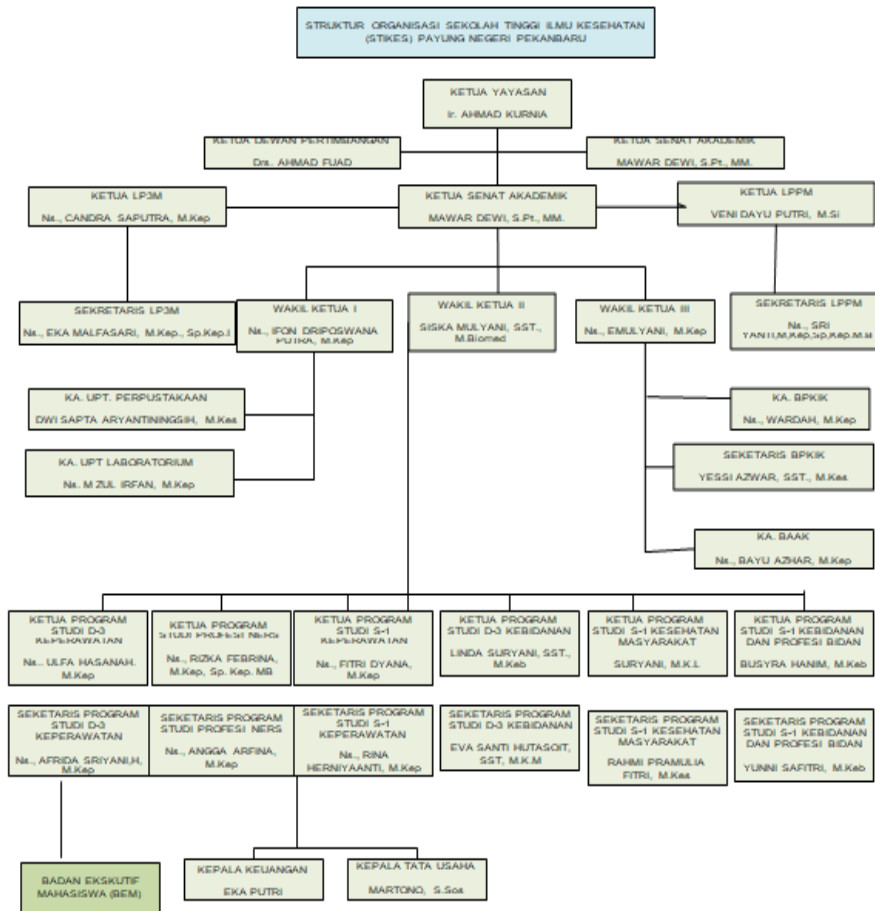 STRUKTUR ORGANISASI SEKOLAH TINGGI ILMU KESEHATAN
(STIKES) PAYUNG NEGERI PEKANBARU
KETUA YAYASAN
Ir. AHMAD KURNIA
KETUA DEWAN PERTIMBANGAN
Drs. AHMAD FUAD
KETUA SENAT AKADEMIK
MAWAR DEWI, S.Pt., MM.
KETUA LP3M
Ns., CANDRA SAPUTRA, M.Kep
KETUA SENAT AKADEMIK
MAWAR DEWI, S.Pt., MM.
KETUA LPPM
VENI DAYU PUTRI, M.Si
SEKRETARIS LP3M
Ns., EKA MALFASARI, M.Kep., Sp.Kep.J
WAKIL KETUA I
Ns., IFON DRIPOSWANA
PUTRA, M.Kep
WAKIL KETUA II
SISKA MULYANI, SST.,
M.Biomed
WAKIL KETUA III
Ns., EMULYANI, M.Kep
SEKRETARIS LPPM
Ns., SRI
YANTI,M.Kep,Sp,Kep.M.B
KA. UPT. PERPUSTAKAAN
DWI SAPTA ARYANTININGSIH, M.Kes
KA. BPKIK
Ns., WARDAH, M.Kep
KA. UPT LABORATORIUM
Ns. M ZUL IRFAN, M.Kep
SEKETARIS BPKIK
YESSI AZWAR, SST., M.Kes
KA. BAAK
Ns., BAYU AZHAR, M.Kep
KETUA PROGRAM
STUDI D-3
KEPERAWATAN
Ns.. ULFA HASANAH.
M.Kep
KETUA PROGRAM
STUDI PROFESI NERS
Ns., RIZKA FEBRINA,
M.Kep, Sp. Kep. MB
KETUA PROGRAM
STUDI S-1
KEPERAWATAN
Ns., FITRI DYANA,
M.Kep
KETUA PROGRAM
STUDI D-3 KEBIDANAN
LINDA SURYANI, SST.,
M.Keb
KETUA PROGRAM
STUDI S-1 KESEHATAN
MASYARAKAT
SURYANI, M.K.L
KETUA PROGRAM
STUDI S-1 KEBIDANAN
DAN PROFESI BIDAN
BUSYRA HANIM, M.Keb
SEKETARIS PROGRAM
STUDI D-3
KEPERAWATAN
Ns., AFRIDA SRIYANI,H,
M.Kep
SEKETARIS PROGRAM
STUDI PROFESI NERS
Ns., ANGGA ARFINA,
M.Kep
SEKETARIS PROGRAM
STUDI S-1
KEPERAWATAN
Ns., RINA
HERNIYAANTI, M.Kep
SEKETARIS PROGRAM
STUDI D-3 KEBIDANAN
EVA SANTI HUTASOIT,
SST, M.K.M
SEKETARIS PROGRAM
STUDI S-1 KESEHATAN
MASYARAKAT
RAHMI PRAMULIA
FITRI, M.Kes
SEKETARIS PROGRAM
STUDI S-1 KEBIDANAN
DAN PROFESI BIDAN
YUNNI SAFITRI, M.Keb
BADAN EKSKUTIF
MAHASISWA (BEM)
KEPALA KEUANGAN
EKA PUTRI
KEPALA TATA USAHA
MARTONO, S.Sos